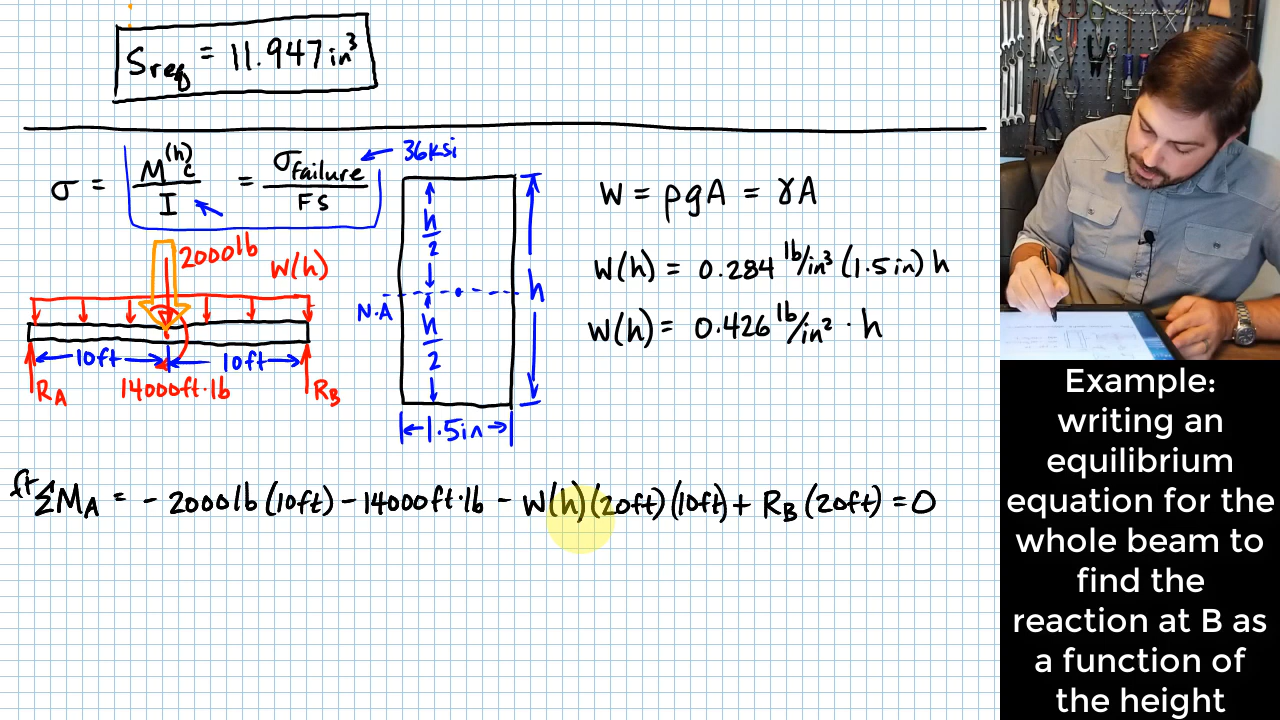 Sreq = 11.947in³
σ = M(h)c / I = σfailure / FS
36ksi
2000lb
W(h)
10ft
10ft
RA
14000ft·lb
RB
h/2
N.A
h/2
h
1.5in
W = ρgA = γA
W(h) = 0.284 lb/in³ (1.5in) h
W(h) = 0.426 lb/in² · h
ΣMA = - 2000lb (10ft) - 14000ft·lb - W(h)(20ft)(10ft) + RB (20ft) = 0
Example:
writing an
equilibrium
equation for the
whole beam to
find the
reaction at B as
a function of
the height